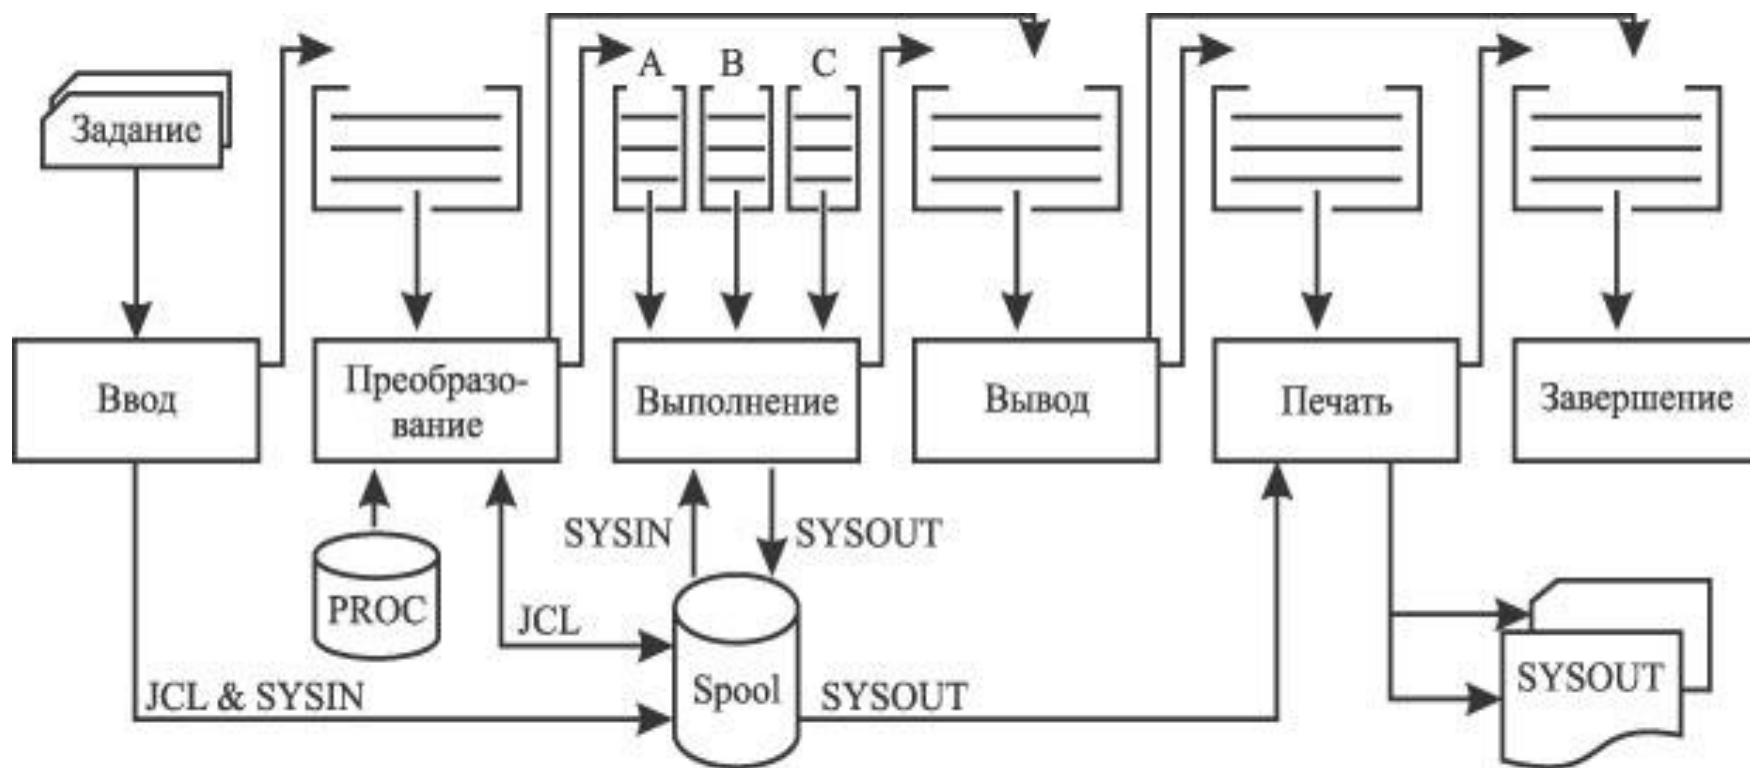 A
B
C
Задание
Ввод
Преобразо-
вание
Выполнение
Вывод
Печать
Завершение
SYSIN
SYSOUT
PROC
JCL
JCL & SYSIN
Spool
SYSOUT
SYSOUT